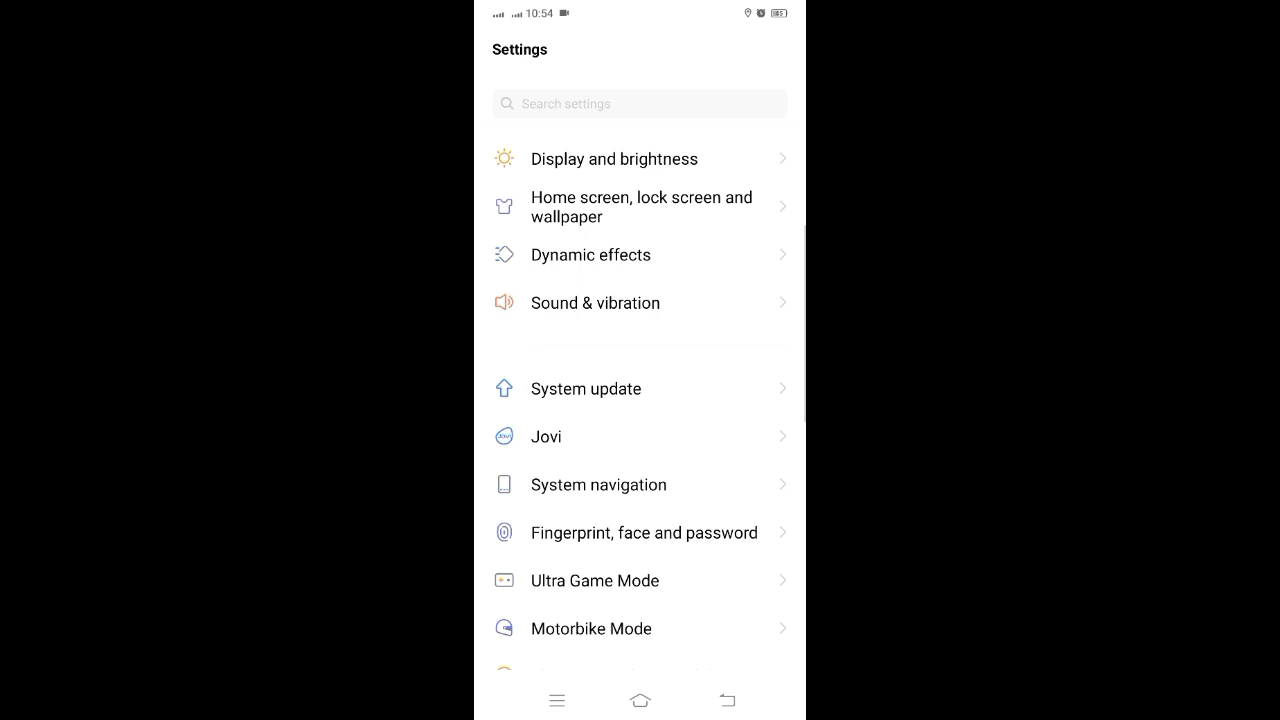 10:54
Settings
Search settings
Display and brightness
Home screen, lock screen and
wallpaper
Dynamic effects
Sound & vibration
System update
Jovi
Jovi
System navigation
Fingerprint, face and password
Ultra Game Mode
Motorbike Mode